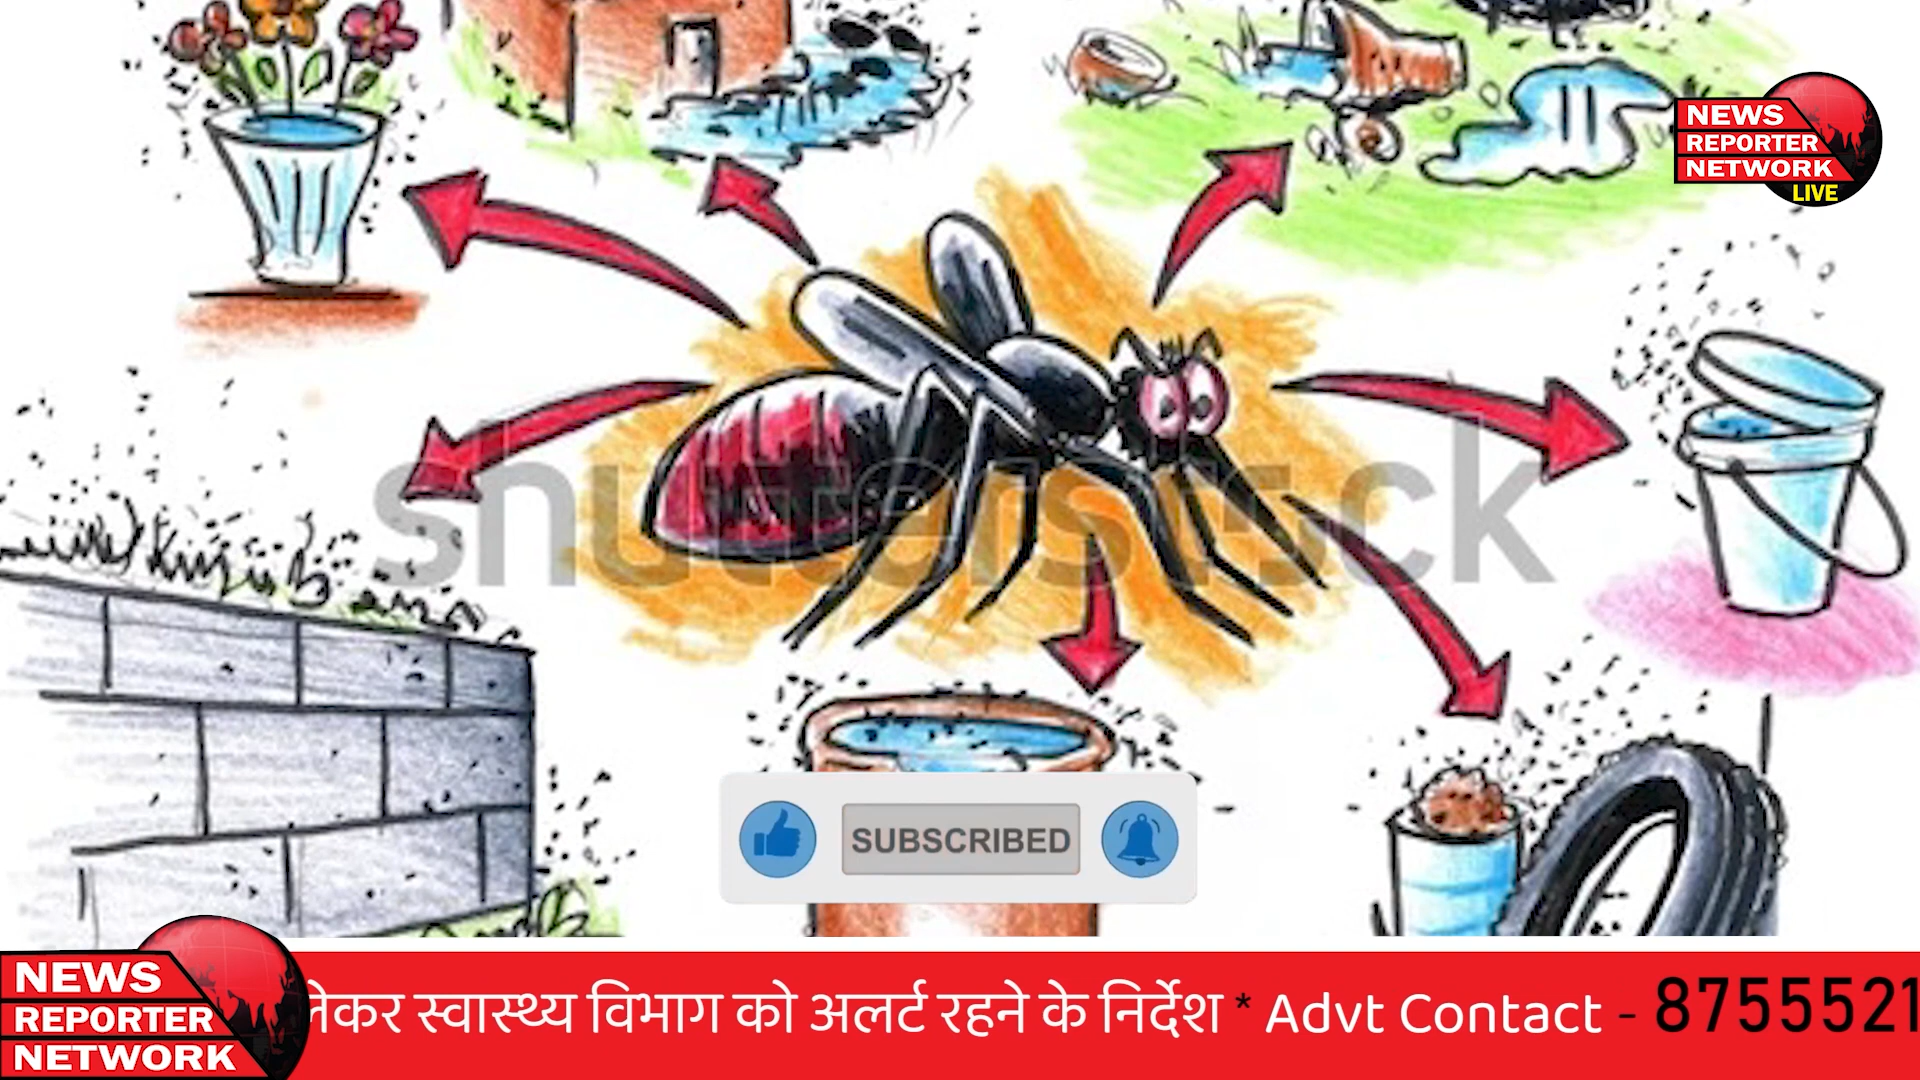 NEWS
REPORTER
NETWORK
LIVE
shutterstock
SUBSCRIBED
NEWS
REPORTER
NETWORK
लेकर स्वास्थ्य विभाग को अलर्ट रहने के निर्देश * Advt Contact - 8755521